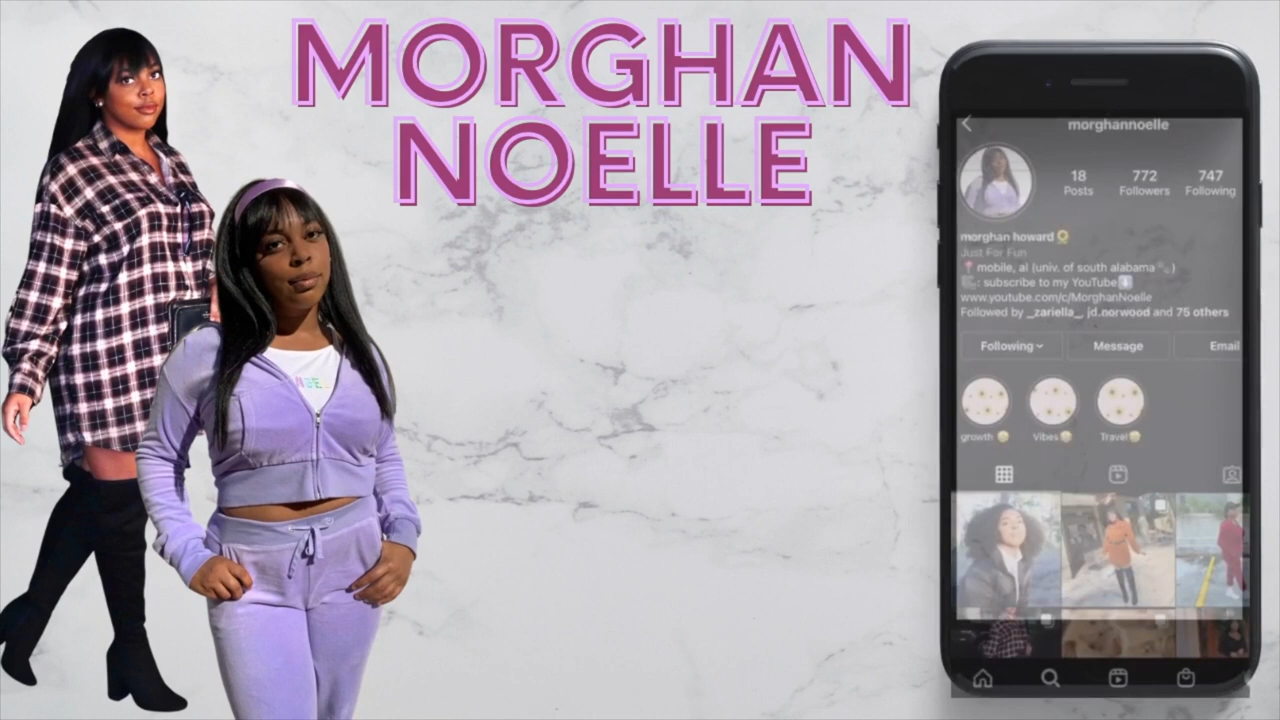 MORGHAN
NOELLE
morghannoelle
18
772
747
Posts
Followers
Following
morghan howard
Just For Fun
mobile, al (univ. of south alabama )
: subscribe to my YouTube
www.youtube.com/c/MorghanNoelle
Followed by _zariella_, jd.norwood and 75 others
Following
Message
Email
growth
Vibes
Travel